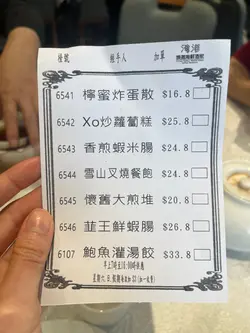 檯號 經手人 加單 灣港
6541 檸蜜炸蛋散 $16.8
6542 Xo炒蘿蔔糕 $25.8
6543 香煎蝦米腸 $24.8
6544 雪山叉燒餐飽 $24.8
6545 懷舊大煎堆 $20.8
6546 韮王鮮蝦腸 $26.8
6107 鮑魚灌湯餃 $33.8